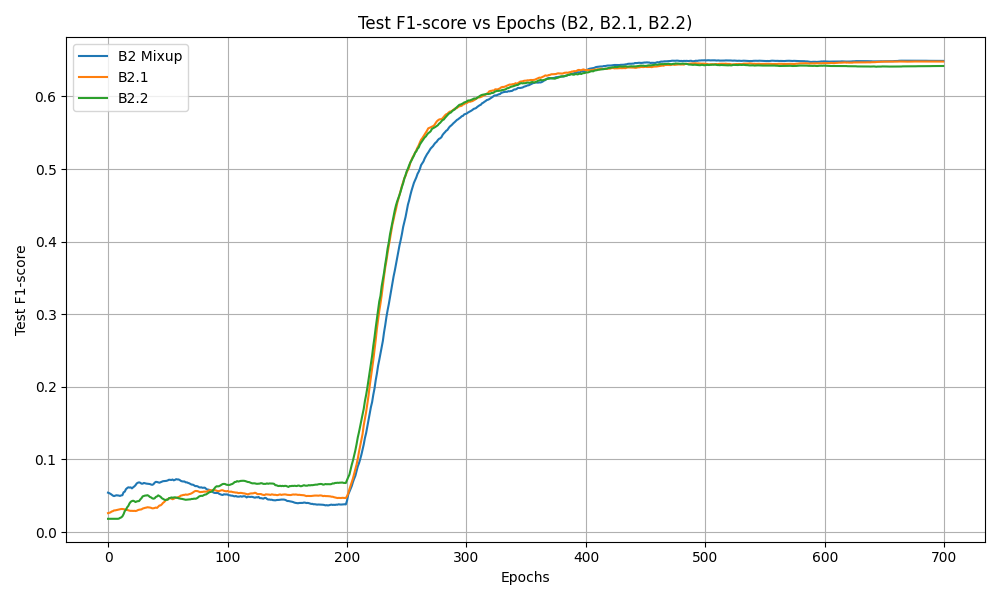 Test F1-score vs Epochs (B2, B2.1, B2.2)
B2 Mixup
B2.1
B2.2
Test F1-score
0.6
0.5
0.4
0.3
0.2
0.1
0.0
0 100 200 300 400 500 600 700
Epochs